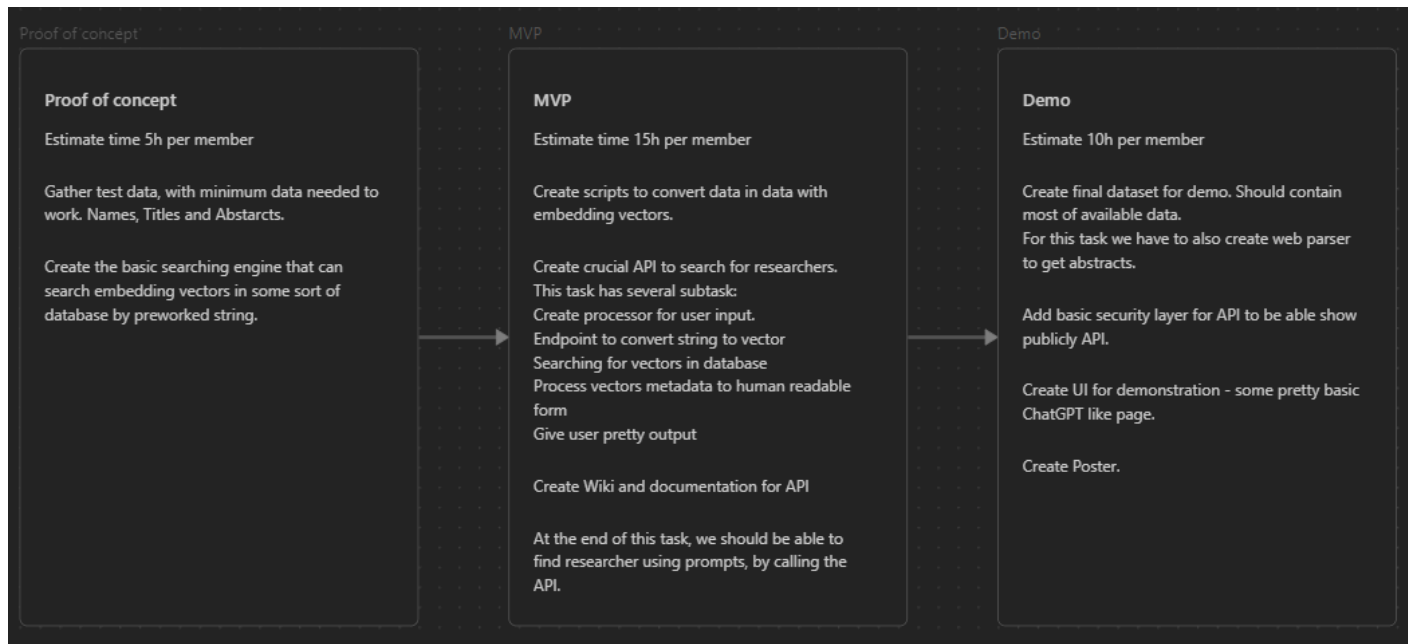 Proof of concept
Proof of concept
Estimate time 5h per member
Gather test data, with minimum data needed to
work. Names, Titles and Abstarcts.
Create the basic searching engine that can
search embedding vectors in some sort of
database by preworked string.
MVP
MVP
Estimate time 15h per member
Create scripts to convert data in data with
embedding vectors.
Create crucial API to search for researchers.
This task has several subtask:
Create processor for user input.
Endpoint to convert string to vector
Searching for vectors in database
Process vectors metadata to human readable
form
Give user pretty output
Create Wiki and documentation for API
At the end of this task, we should be able to
find researcher using prompts, by calling the
API.
Demo
Demo
Estimate 10h per member
Create final dataset for demo. Should contain
most of available data.
For this task we have to also create web parser
to get abstracts.
Add basic security layer for API to be able show
publicly API.
Create UI for demonstration - some pretty basic
ChatGPT like page.
Create Poster.